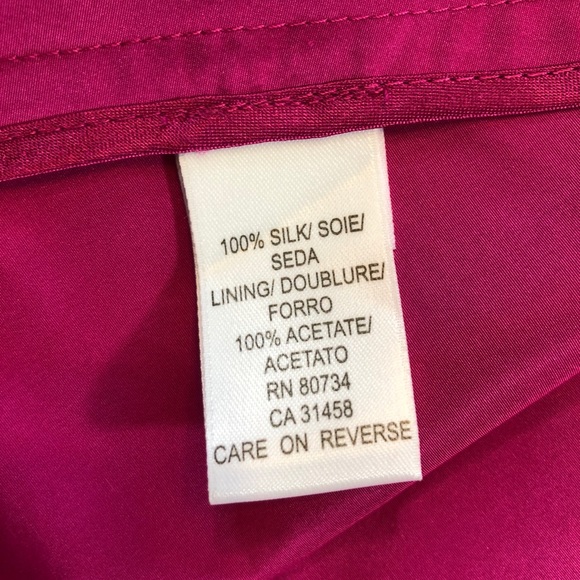 100% SILK/ SOIE/
SEDA
LINING/ DOUBLURE/
FORRO
100% ACETATE/
ACETATO
RN 80734
CA 31458
CARE ON REVERSE